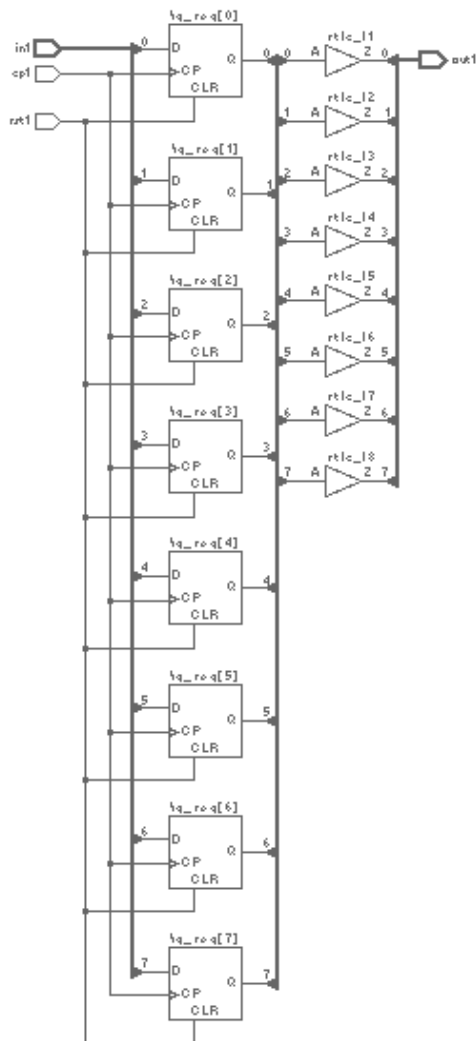 \q_reg[0]
in1 0 D Q 0 0 A rtlc_I1 Z 0 out1
cp1 CP
rst1 CLR
1 A rtlc_I2 Z 1
\q_reg[1]
1 D Q 1
CP
CLR
2 A rtlc_I3 Z 2
3 A rtlc_I4 Z 3
\q_reg[2]
2 D Q 2
CP
CLR
4 A rtlc_I5 Z 4
5 A rtlc_I6 Z 5
\q_reg[3]
3 D Q 3
CP
CLR
6 A rtlc_I7 Z 6
7 A rtlc_I8 Z 7
\q_reg[4]
4 D Q 4
CP
CLR
\q_reg[5]
5 D Q 5
CP
CLR
\q_reg[6]
6 D Q 6
CP
CLR
\q_reg[7]
7 D Q 7
CP
CLR